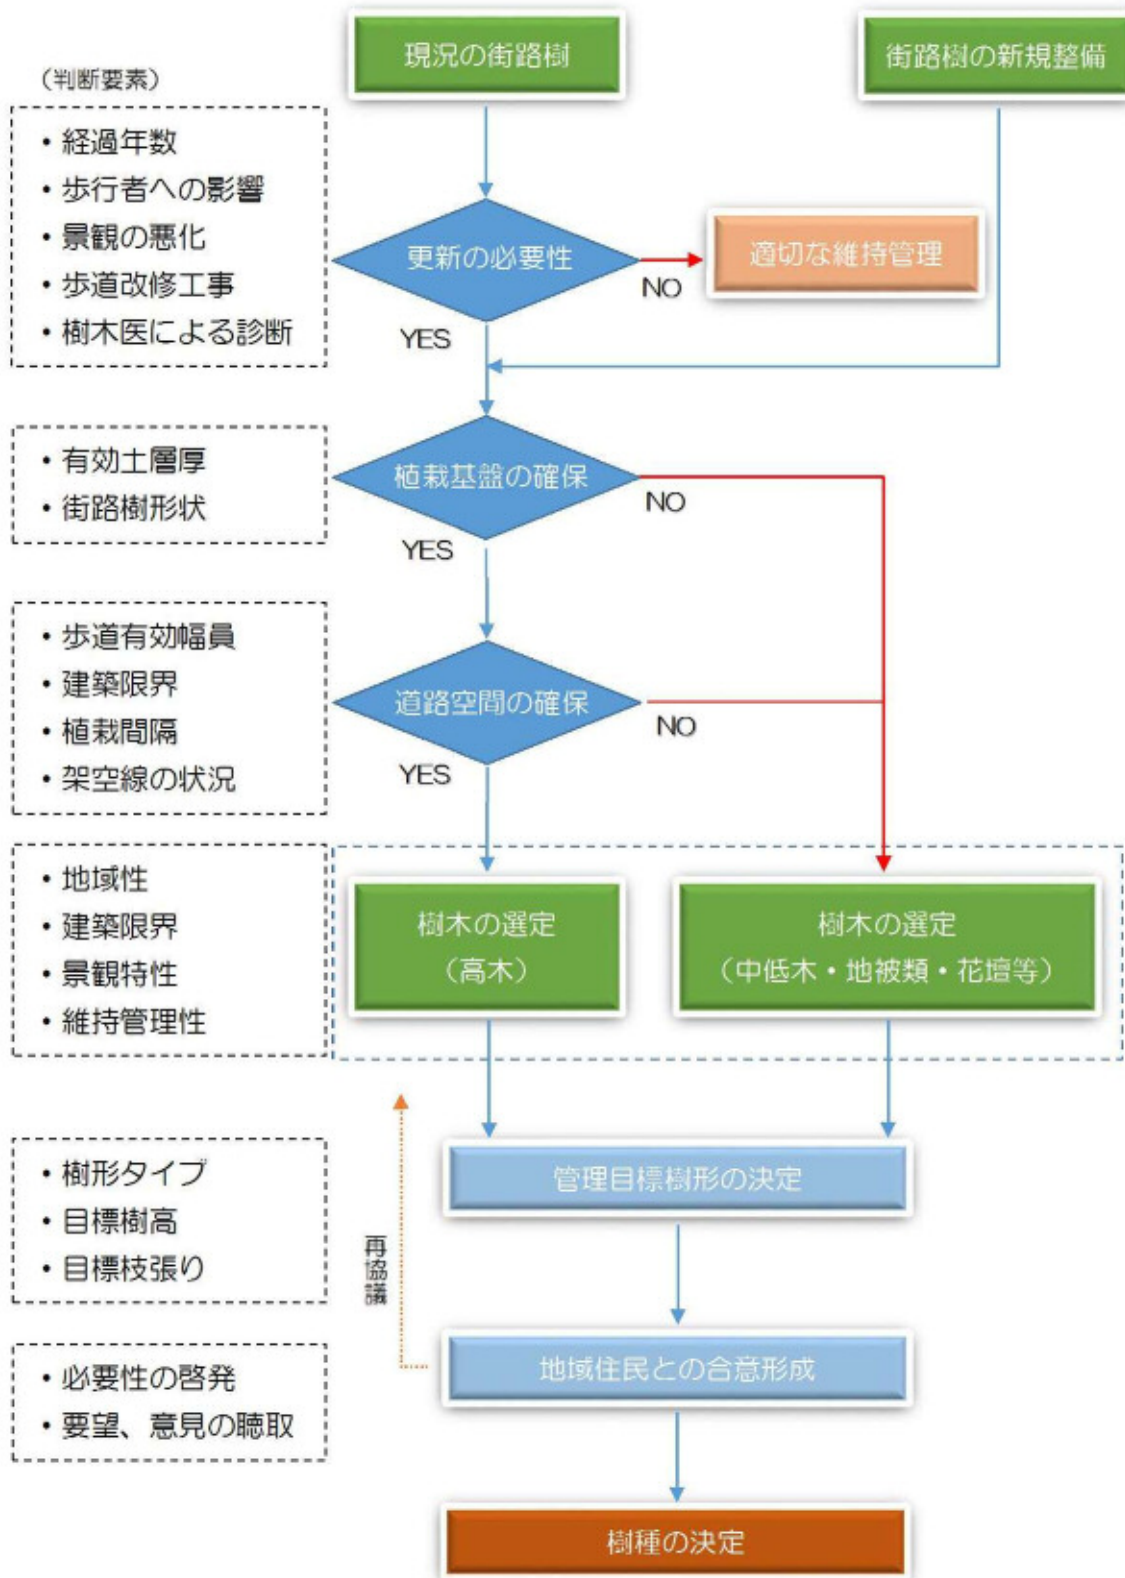 現況の街路樹
街路樹の新規整備
（判断要素）
・経過年数
・歩行者への影響
・景観の悪化
・歩道改修工事
・樹木医による診断
更新の必要性
NO
適切な維持管理
YES
・有効土層厚
・街路樹形状
植栽基盤の確保
NO
YES
・歩道有効幅員
・建築限界
・植栽間隔
・架空線の状況
道路空間の確保
NO
YES
・地域性
・建築限界
・景観特性
・維持管理性
樹木の選定
（高木）
樹木の選定
（中低木・地被類・花壇等）
・樹形タイプ
・目標樹高
・目標枝張り
管理目標樹形の決定
再協議
・必要性の啓発
・要望、意見の聴取
地域住民との合意形成
樹種の決定